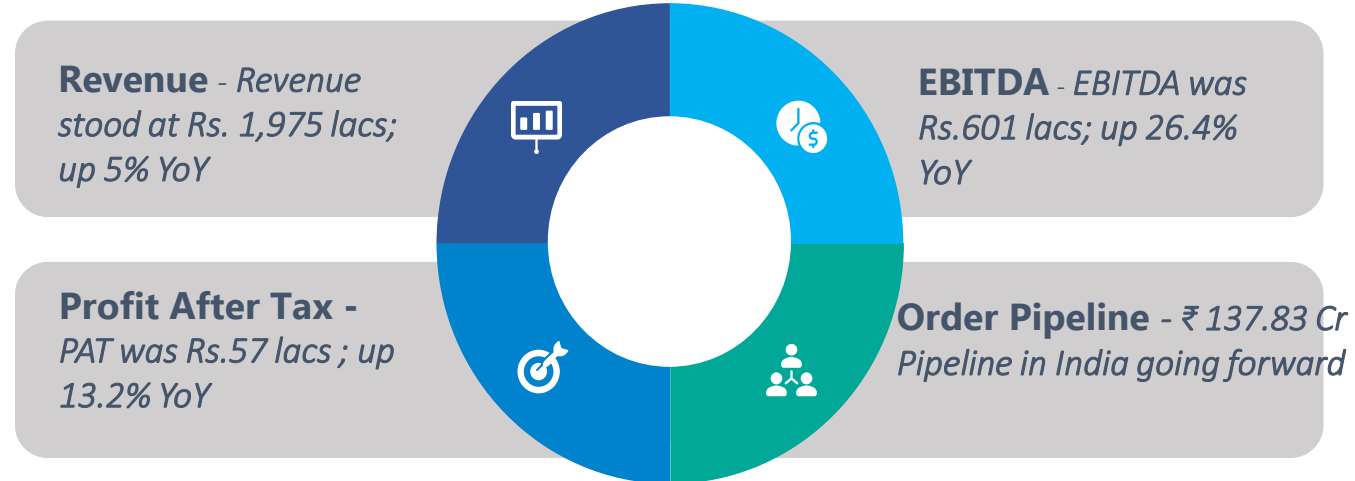 Revenue - Revenue
stood at Rs. 1,975 lacs;
up 5% YoY
EBITDA - EBITDA was
Rs.601 lacs; up 26.4%
YoY
Profit After Tax -
PAT was Rs.57 lacs ; up
13.2% YoY
Order Pipeline - ₹ 137.83 Cr
Pipeline in India going forward